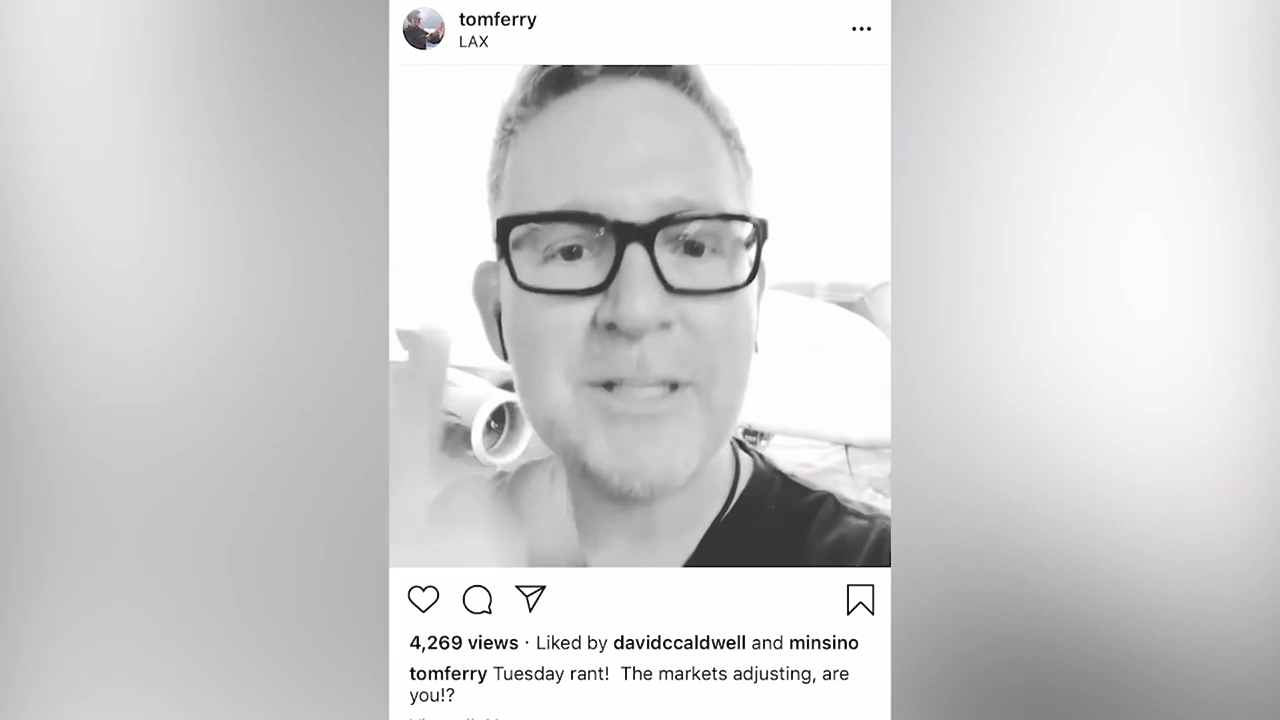 tomferry
LAX
4,269 views · Liked by davidccaldwell and minsino
tomferry Tuesday rant!  The markets adjusting, are
you!?